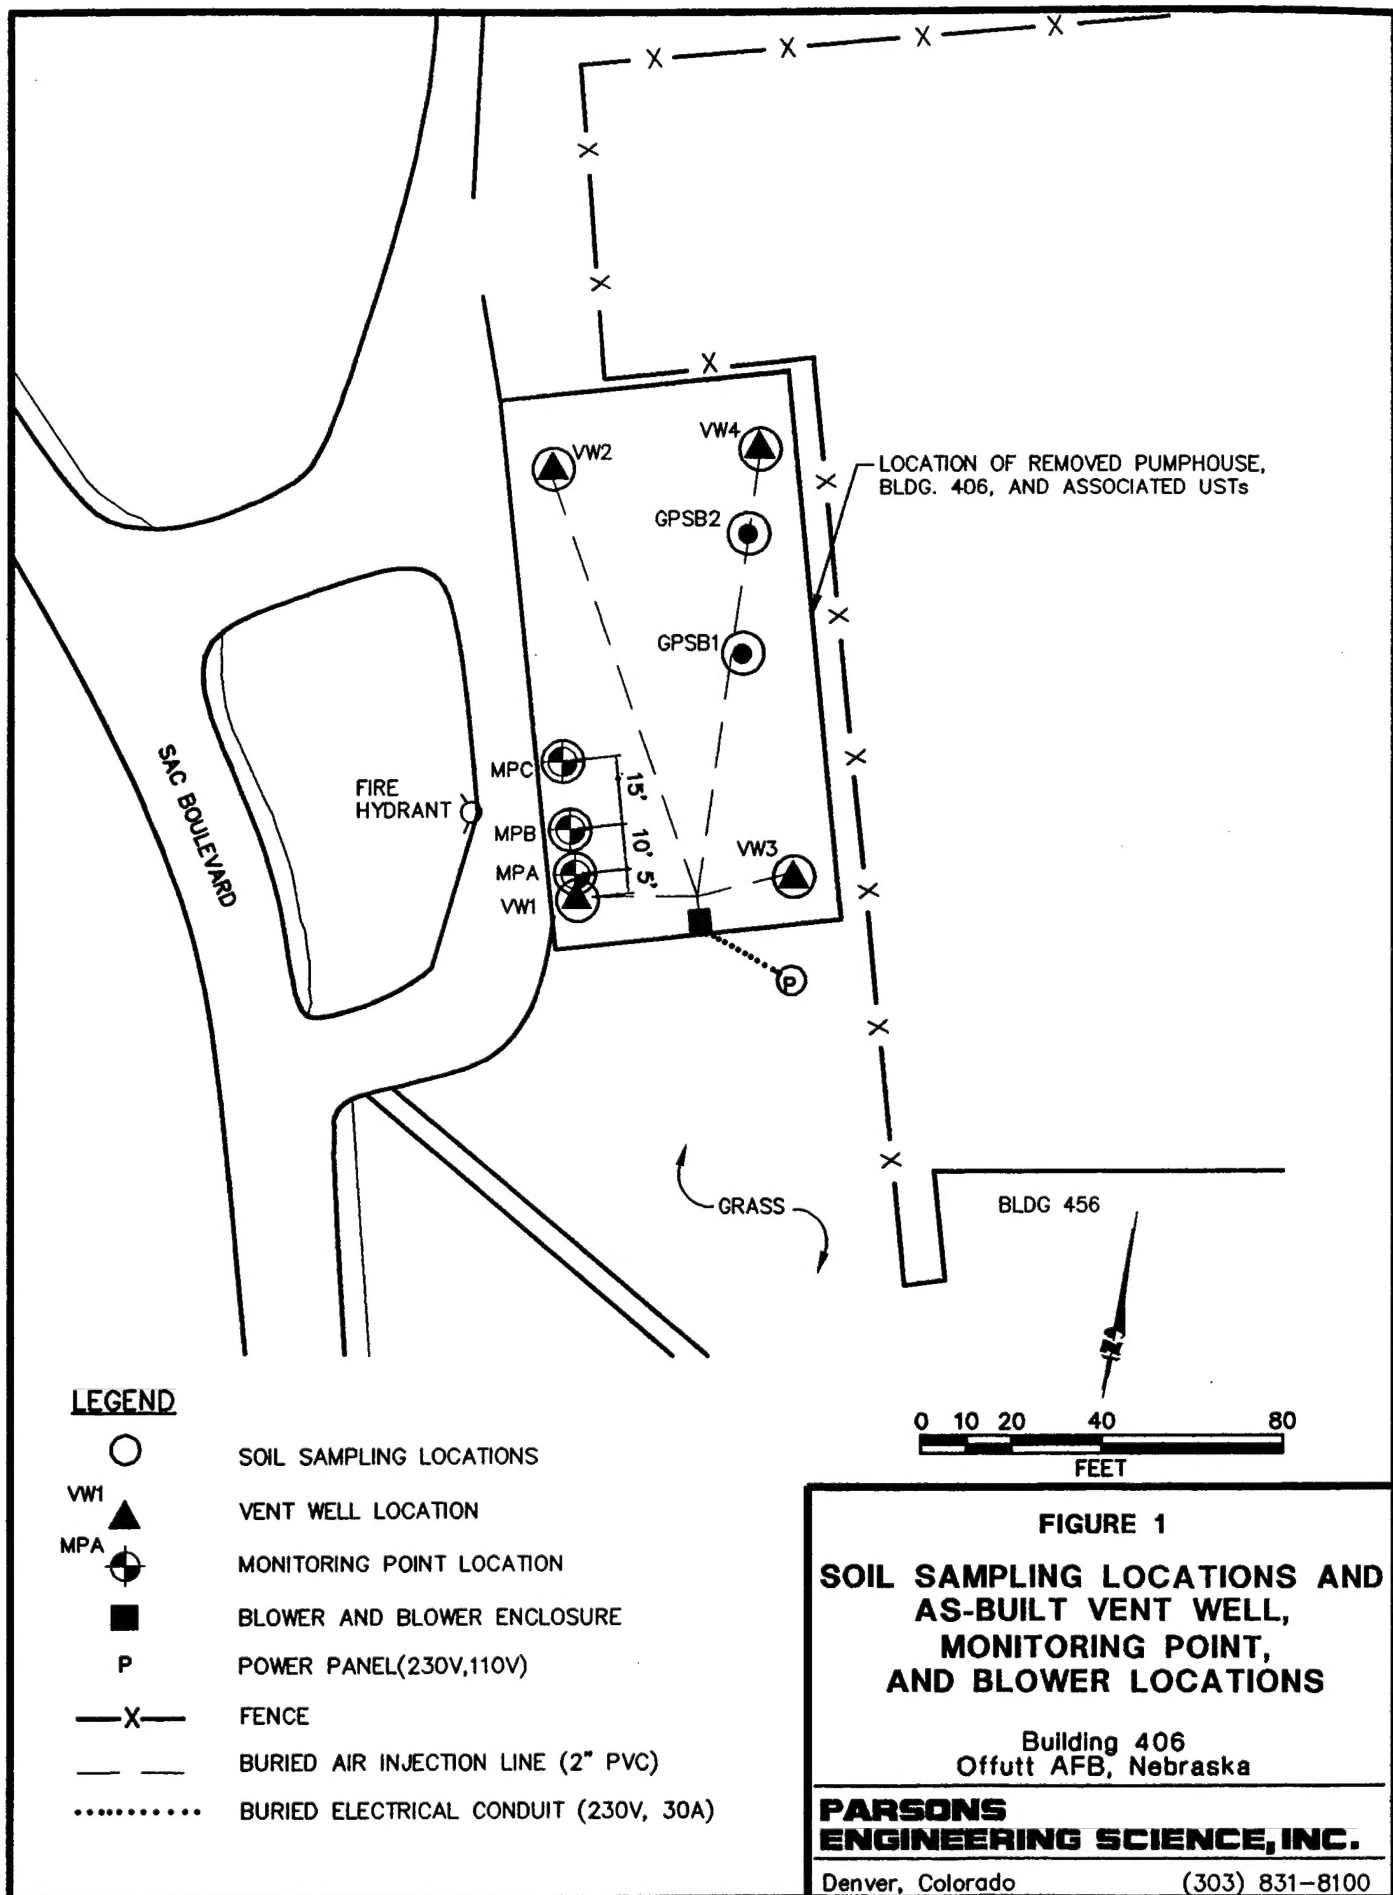 VW2
VW4
LOCATION OF REMOVED PUMPHOUSE,
BLDG. 406, AND ASSOCIATED USTs
GPSB2
GPSB1
SAC BOULEVARD
FIRE
HYDRANT
MPC
15'
MPB
10'
MPA
5'
VW1
VW3
P
GRASS
BLDG 456
N
0 10 20 40 80
FEET
LEGEND
SOIL SAMPLING LOCATIONS
VW1
VENT WELL LOCATION
MPA
MONITORING POINT LOCATION
BLOWER AND BLOWER ENCLOSURE
P POWER PANEL(230V,110V)
X FENCE
BURIED AIR INJECTION LINE (2" PVC)
BURIED ELECTRICAL CONDUIT (230V, 30A)
FIGURE 1
SOIL SAMPLING LOCATIONS AND
AS-BUILT VENT WELL,
MONITORING POINT,
AND BLOWER LOCATIONS
Building 406
Offutt AFB, Nebraska
PARSONS
ENGINEERING SCIENCE, INC.
Denver, Colorado (303) 831-8100